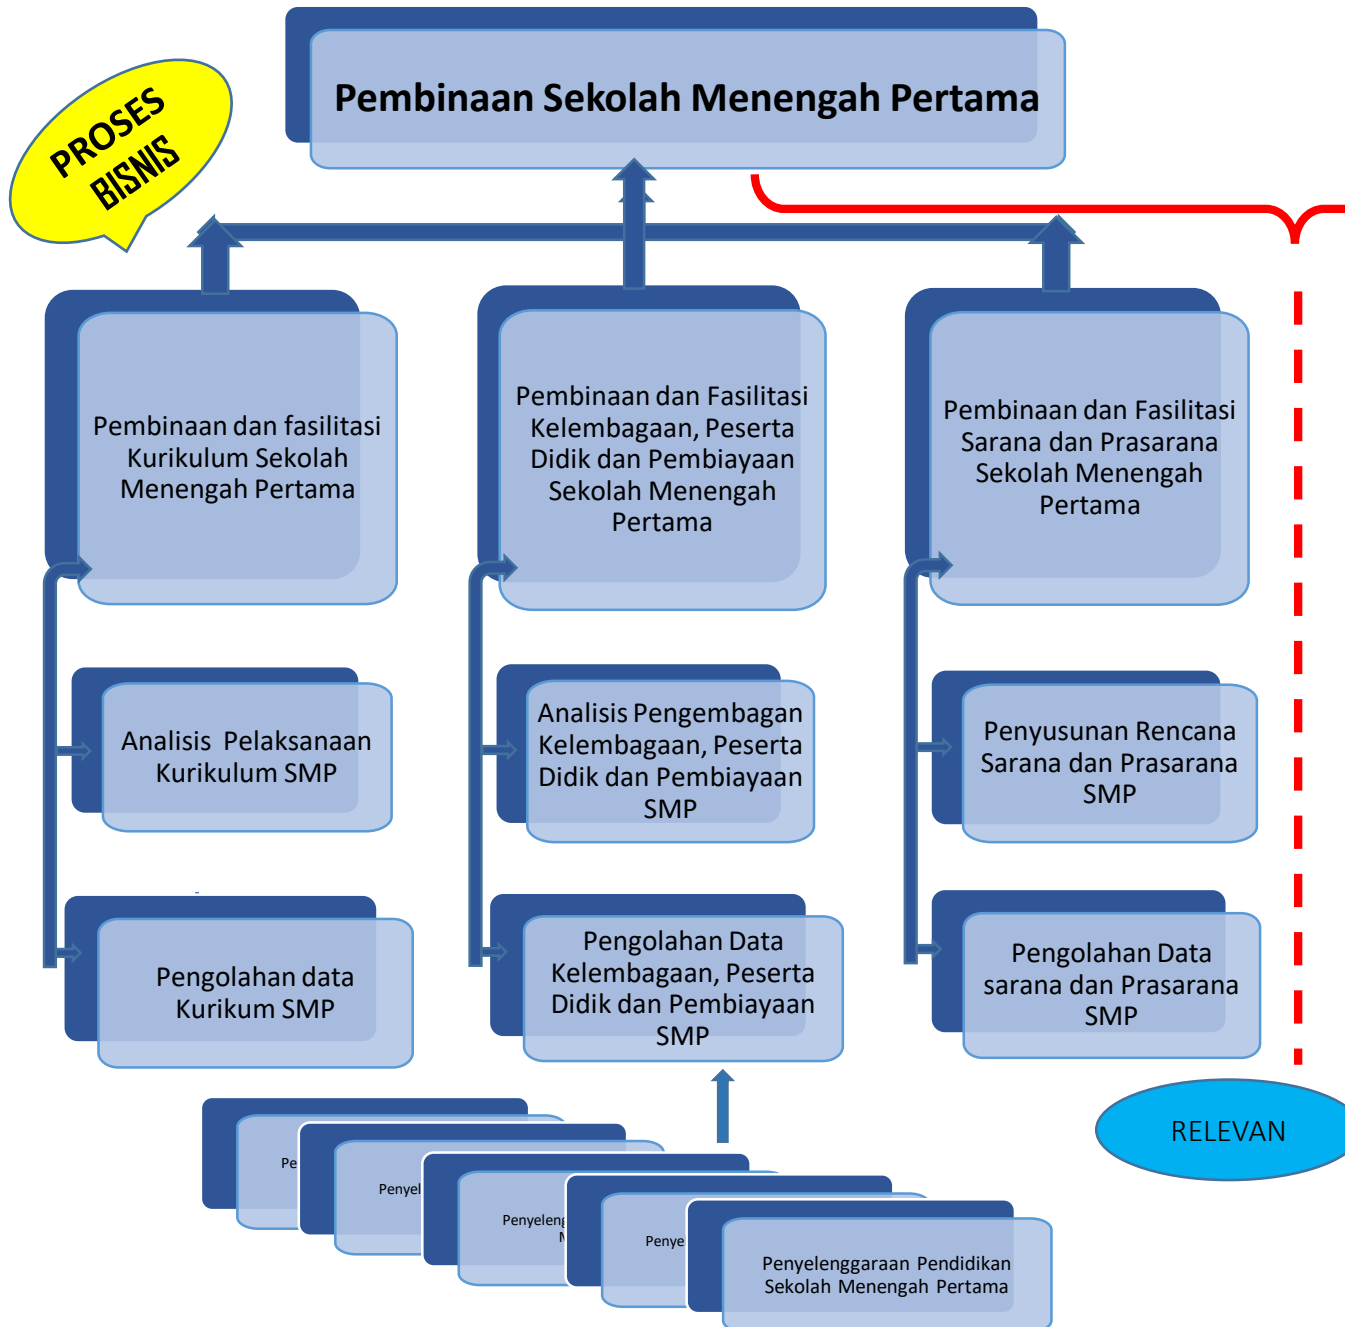 Pembinaan Sekolah Menengah Pertama
PROSES
BISNIS
Pembinaan dan fasilitasi
Kurikulum Sekolah
Menengah Pertama
Pembinaan dan Fasilitasi
Kelembagaan, Peserta
Didik dan Pembiayaan
Sekolah Menengah
Pertama
Pembinaan dan Fasilitasi
Sarana dan Prasarana
Sekolah Menengah
Pertama
Analisis Pelaksanaan
Kurikulum SMP
Analisis Pengembagan
Kelembagaan, Peserta
Didik dan Pembiayaan
SMP
Penyusunan Rencana
Sarana dan Prasarana
SMP
Pengolahan data
Kurikum SMP
Pengolahan Data
Kelembagaan, Peserta
Didik dan Pembiayaan
SMP
Pengolahan Data
sarana dan Prasarana
SMP
RELEVAN
Penyelenggaraan Pendidikan
Sekolah Menengah Pertama